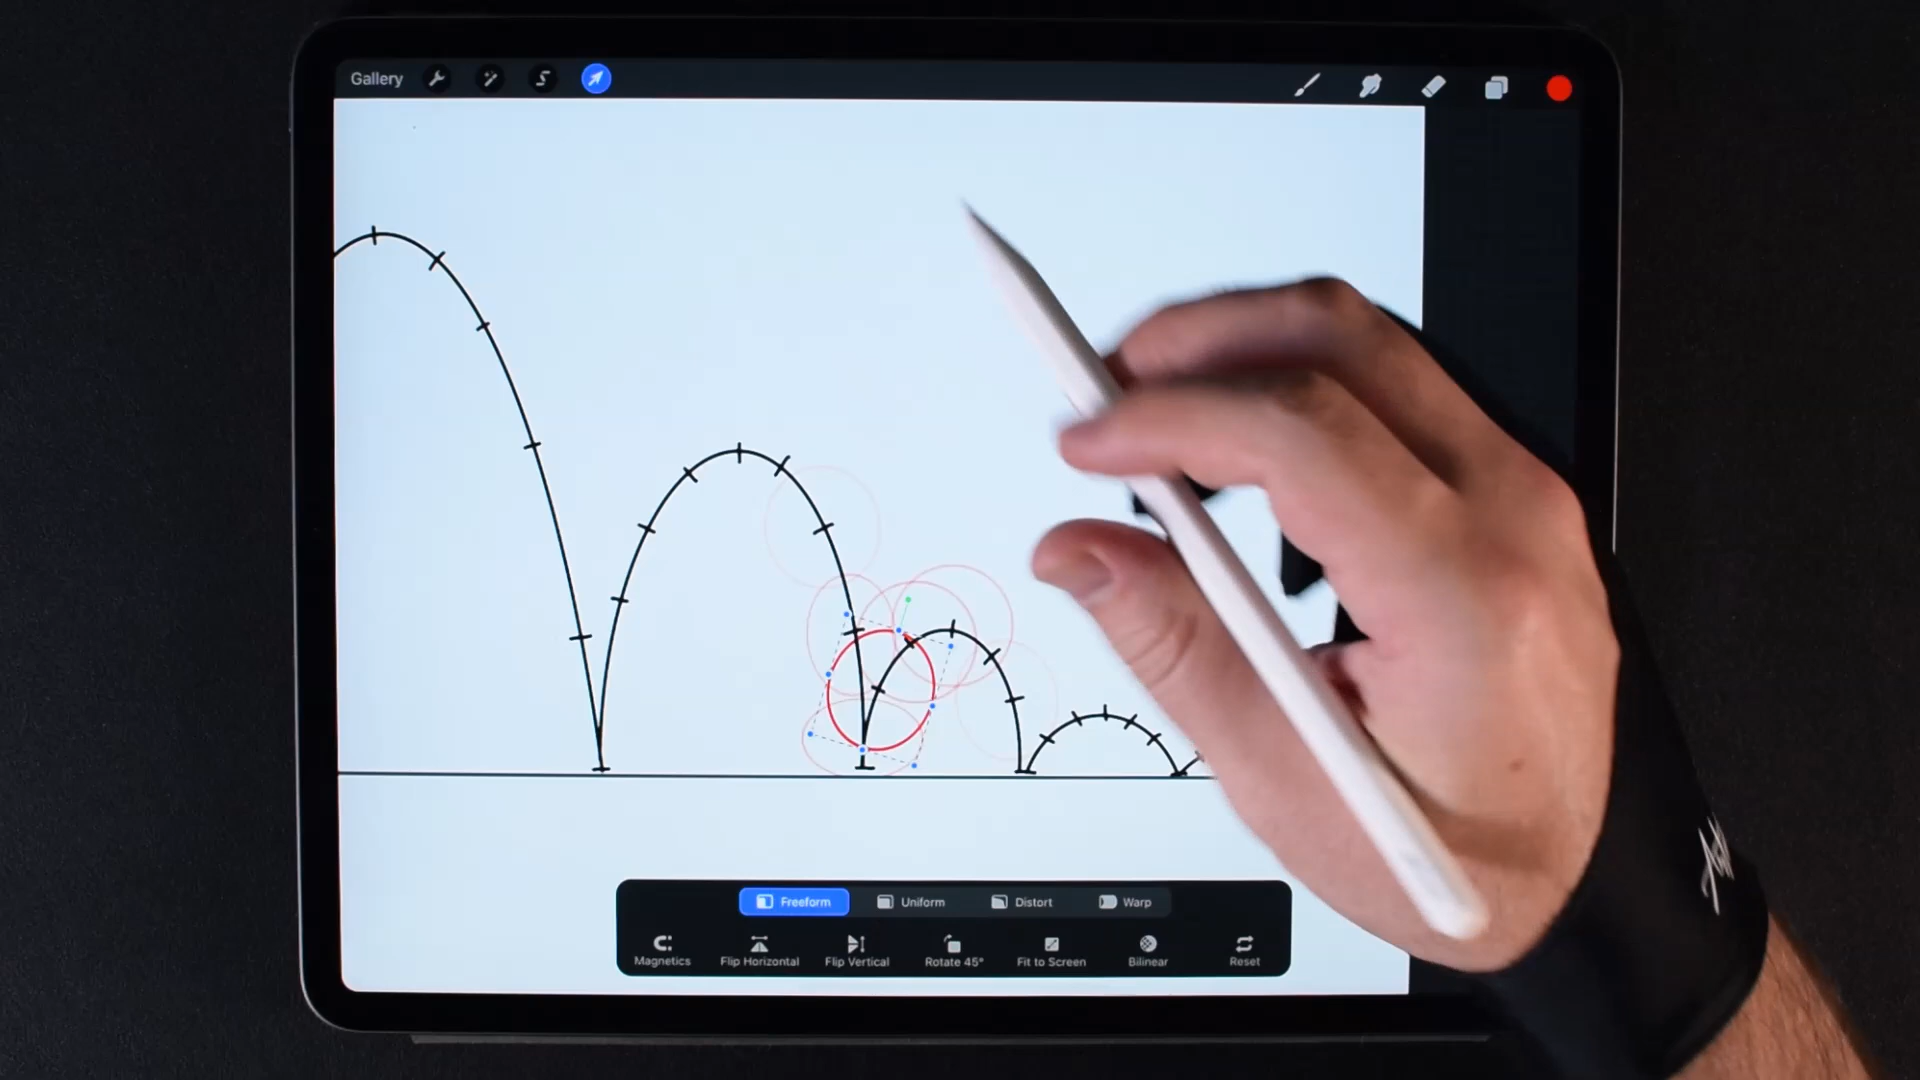 Gallery
Freeform Uniform Distort Warp
Magnetics Flip Horizontal Flip Vertical Rotate 45° Fit to Screen Bilinear Reset